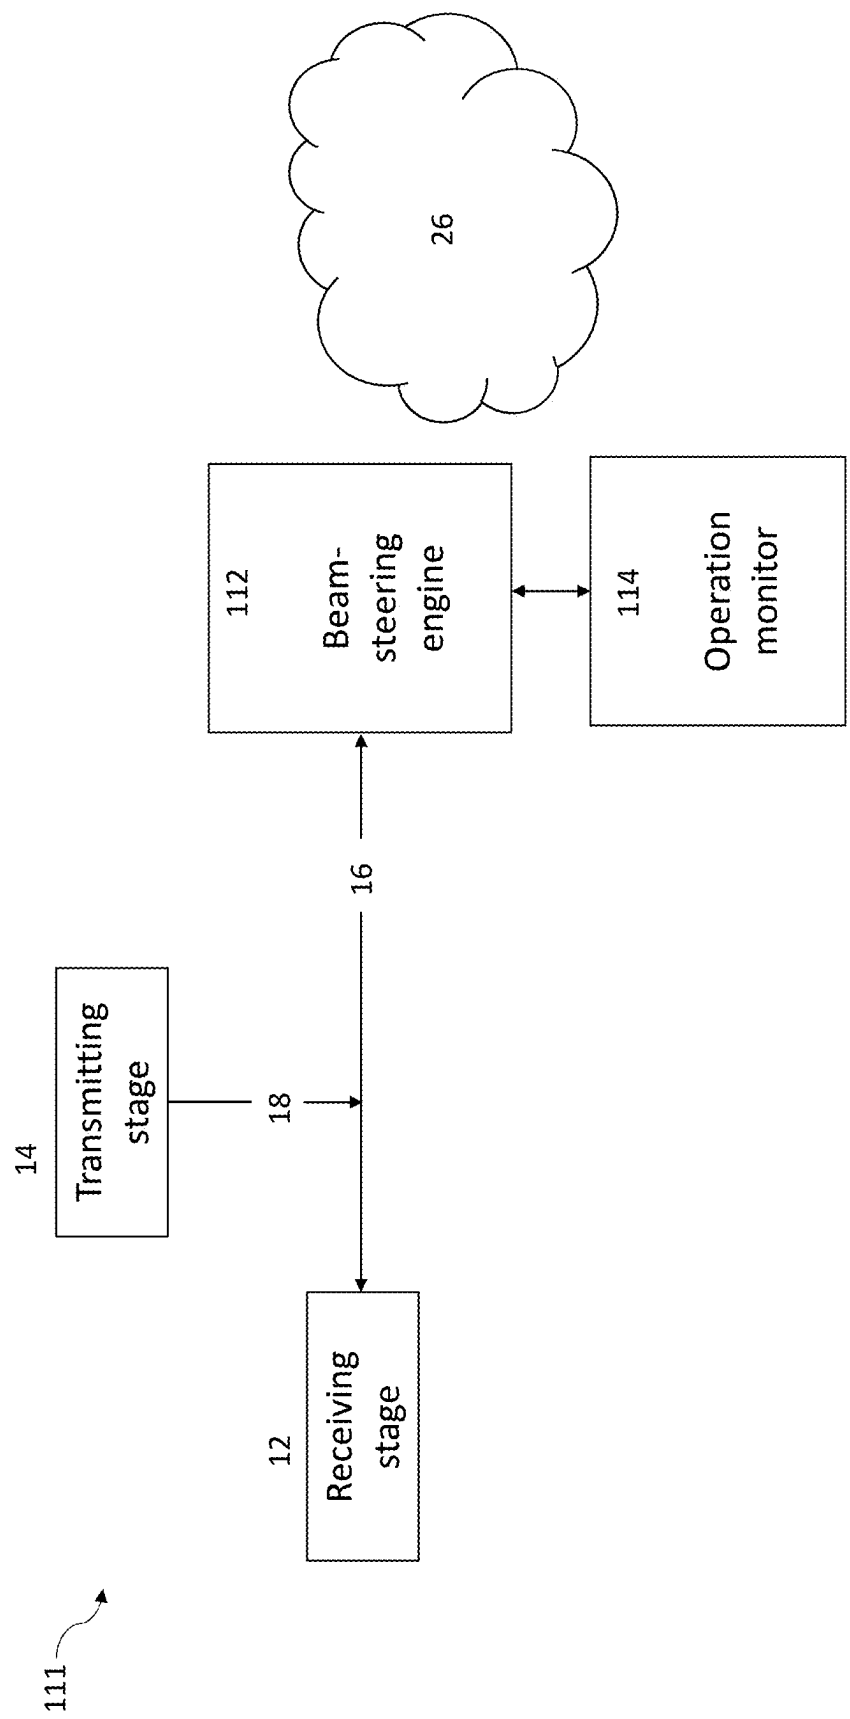 111
14
Transmitting
stage
12
Receiving
stage
18
16
112
Beam-
steering
engine
114
Operation
monitor
26